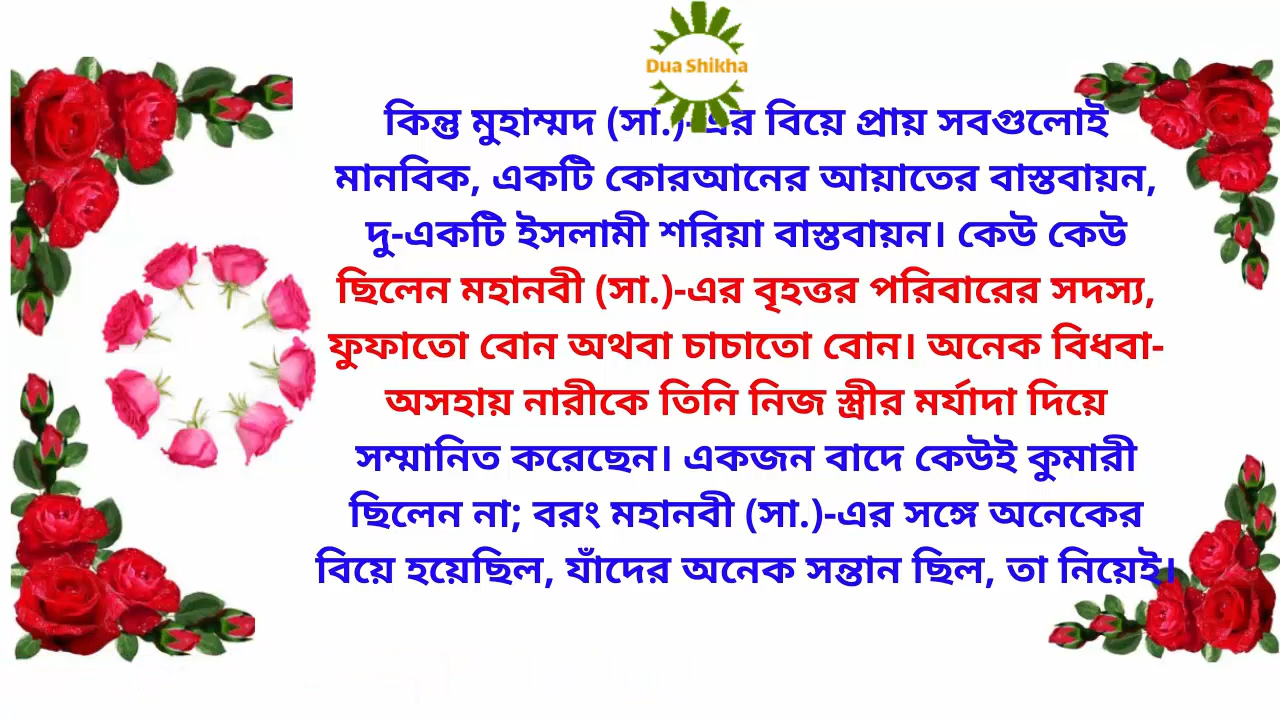 Dua Shikha
কিন্তু মুহাম্মদ (সা.)-এর বিয়ে প্রায় সবগুলোই
মানবিক, একটি কোরআনের আয়াতের বাস্তবায়ন,
দু-একটি ইসলামী শরিয়া বাস্তবায়ন। কেউ কেউ
ছিলেন মহানবী (সা.)-এর বৃহত্তর পরিবারের সদস্য,
ফুফাতো বোন অথবা চাচাতো বোন। অনেক বিধবা-
অসহায় নারীকে তিনি নিজ স্ত্রীর মর্যাদা দিয়ে
সম্মানিত করেছেন। একজন বাদে কেউই কুমারী
ছিলেন না; বরং মহানবী (সা.)-এর সঙ্গে অনেকের
বিয়ে হয়েছিল, যাঁদের অনেক সন্তান ছিল, তা নিয়েই।